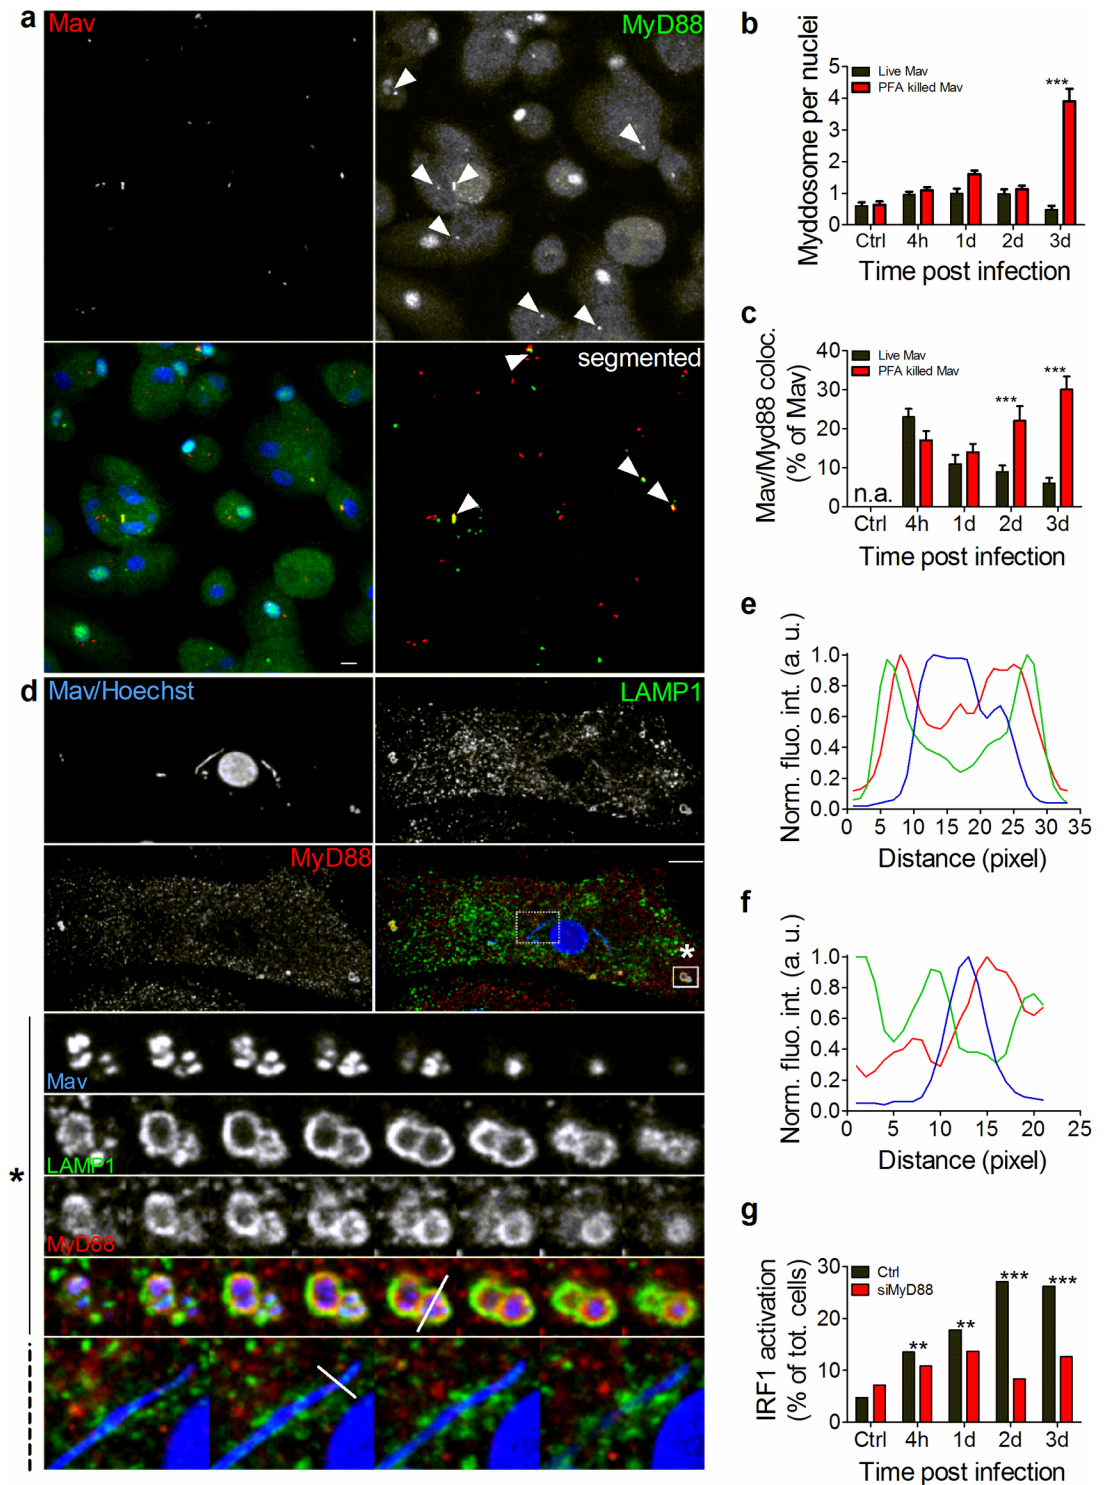 a
Mav
MyD88
segmented
b
Myddosome per nuclei
5
4
3
2
1
0
Live Mav
PFA killed Mav
***
Ctrl
4h
1d
2d
3d
Time post infection
c
Mav/Myd88 coloc.
(% of Mav)
40
30
20
10
0
Live Mav
PFA killed Mav
***
***
n.a.
Ctrl
4h
1d
2d
3d
Time post infection
d
Mav/Hoechst
LAMP1
MyD88
*
*
Mav
LAMP1
MyD88
e
Norm. fluo. int. (a. u.)
1.0
0.8
0.6
0.4
0.2
0.0
0
5
10
15
20
25
30
35
Distance (pixel)
f
Norm. fluo. int. (a. u.)
1.0
0.8
0.6
0.4
0.2
0.0
0
5
10
15
20
25
Distance (pixel)
g
IRF1 activation
(% of tot. cells)
30
20
10
0
Ctrl
siMyD88
**
**
***
***
Ctrl
4h
1d
2d
3d
Time post infection